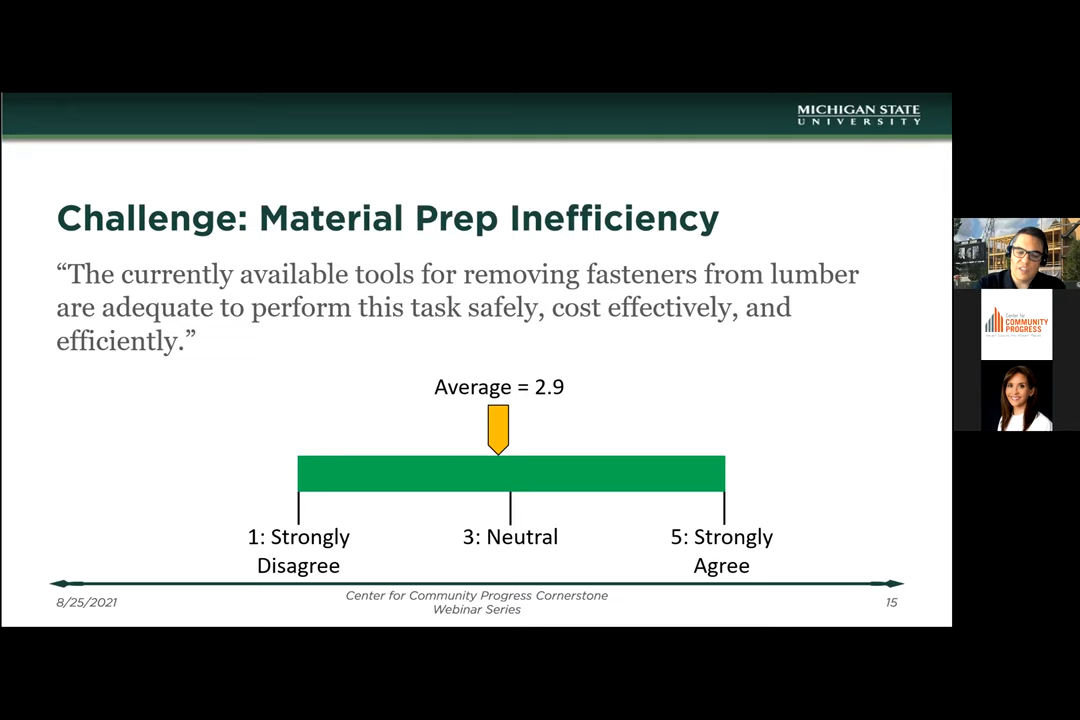 MICHIGAN STATE
UNIVERSITY
Challenge: Material Prep Inefficiency
“The currently available tools for removing fasteners from lumber
are adequate to perform this task safely, cost effectively, and
efficiently.”
Average = 2.9
1: Strongly
Disagree
3: Neutral
5: Strongly
Agree
8/25/2021
Center for Community Progress Cornerstone
Webinar Series
15
Center for
COMMUNITY
PROGRESS